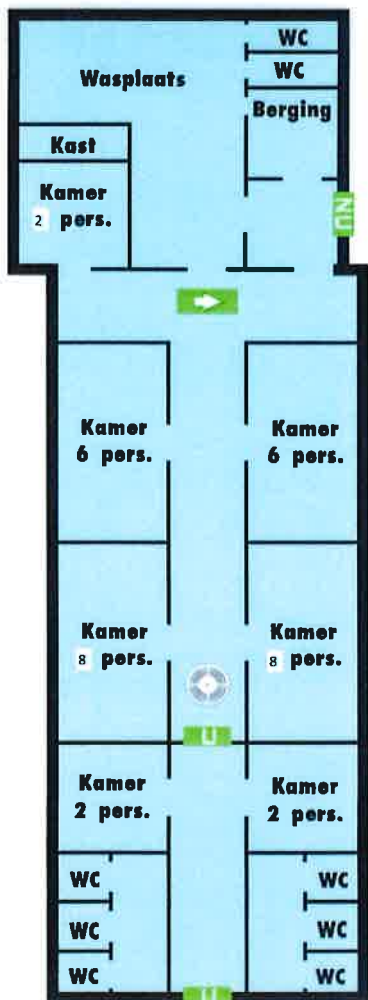 WC
Wasplaats
WC
Berging
Kast
Kamer
2 pers.
NU
Kamer
6 pers.
Kamer
6 pers.
Kamer
8 pers.
Kamer
8 pers.
U
Kamer
2 pers.
Kamer
2 pers.
WC
WC
WC
WC
WC
WC
U